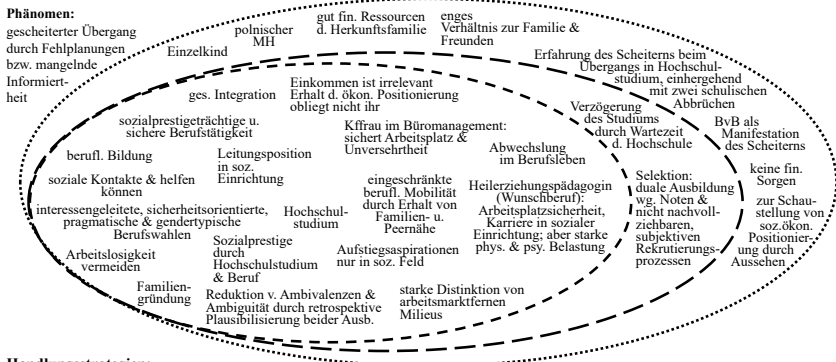 Phänomen:
gescheiterter Übergang
durch Fehlplanungen
bzw. mangelnde
Informiert-
heit
Einzelkind
polnischer
MH
gut fin. Ressourcen
d. Herkunftsfamilie
enges
Verhältnis zur Familie &
Freunden
Erfahrung des Scheiterns beim
Übergangs in Hochschul-
studium, einhergehend
mit zwei schulischen
Abbrüchen
ges. Integration
Einkommen ist irrelevant
Erhalt d. ökon. Positionierung
obliegt nicht ihr
Verzögerung
des Studiums
durch Wartezeit
d. Hochschule
BvB als
Manifestation
des Scheiterns
sozialprestigeträchtige u.
sichere Berufstätigkeit
Kffrau im Büromanagement:
sichert Arbeitsplatz &
Unversehrtheit
Abwechslung
im Berufsleben
berufl. Bildung
Leitungsposition
in soz.
Einrichtung
keine fin.
Sorgen
soziale Kontakte & helfen
können
eingeschränkte
berufl. Mobilität
durch Erhalt von
Familien- u.
Peernähe
Heilerziehungspädagogin
(Wunschberuf):
Arbeitsplatzsicherheit,
Karriere in sozialer
Einrichtung; aber starke
phys. & psy. Belastung
Selektion:
duale Ausbildung
wg. Noten &
nicht nachvoll-
ziehbaren,
subjektiven
Rekrutierungs-
prozessen
zur Schau-
stellung von
soz.ökon.
Positionier-
ung durch
Aussehen
interessengeleitete, sicherheitsorientierte,
pragmatische & gendertypische
Berufswahlen
Hochschul-
studium
Arbeitslosigkeit
vermeiden
Sozialprestige
durch
Hochschulstudium
& Beruf
Aufstiegsaspirationen
nur in soz. Feld
Familien-
gründung
Reduktion v. Ambivalenzen &
Ambiguität durch retrospektive
Plausibilisierung beider Ausb.
starke Distinktion von
arbeitsmarktfernen
Milieus